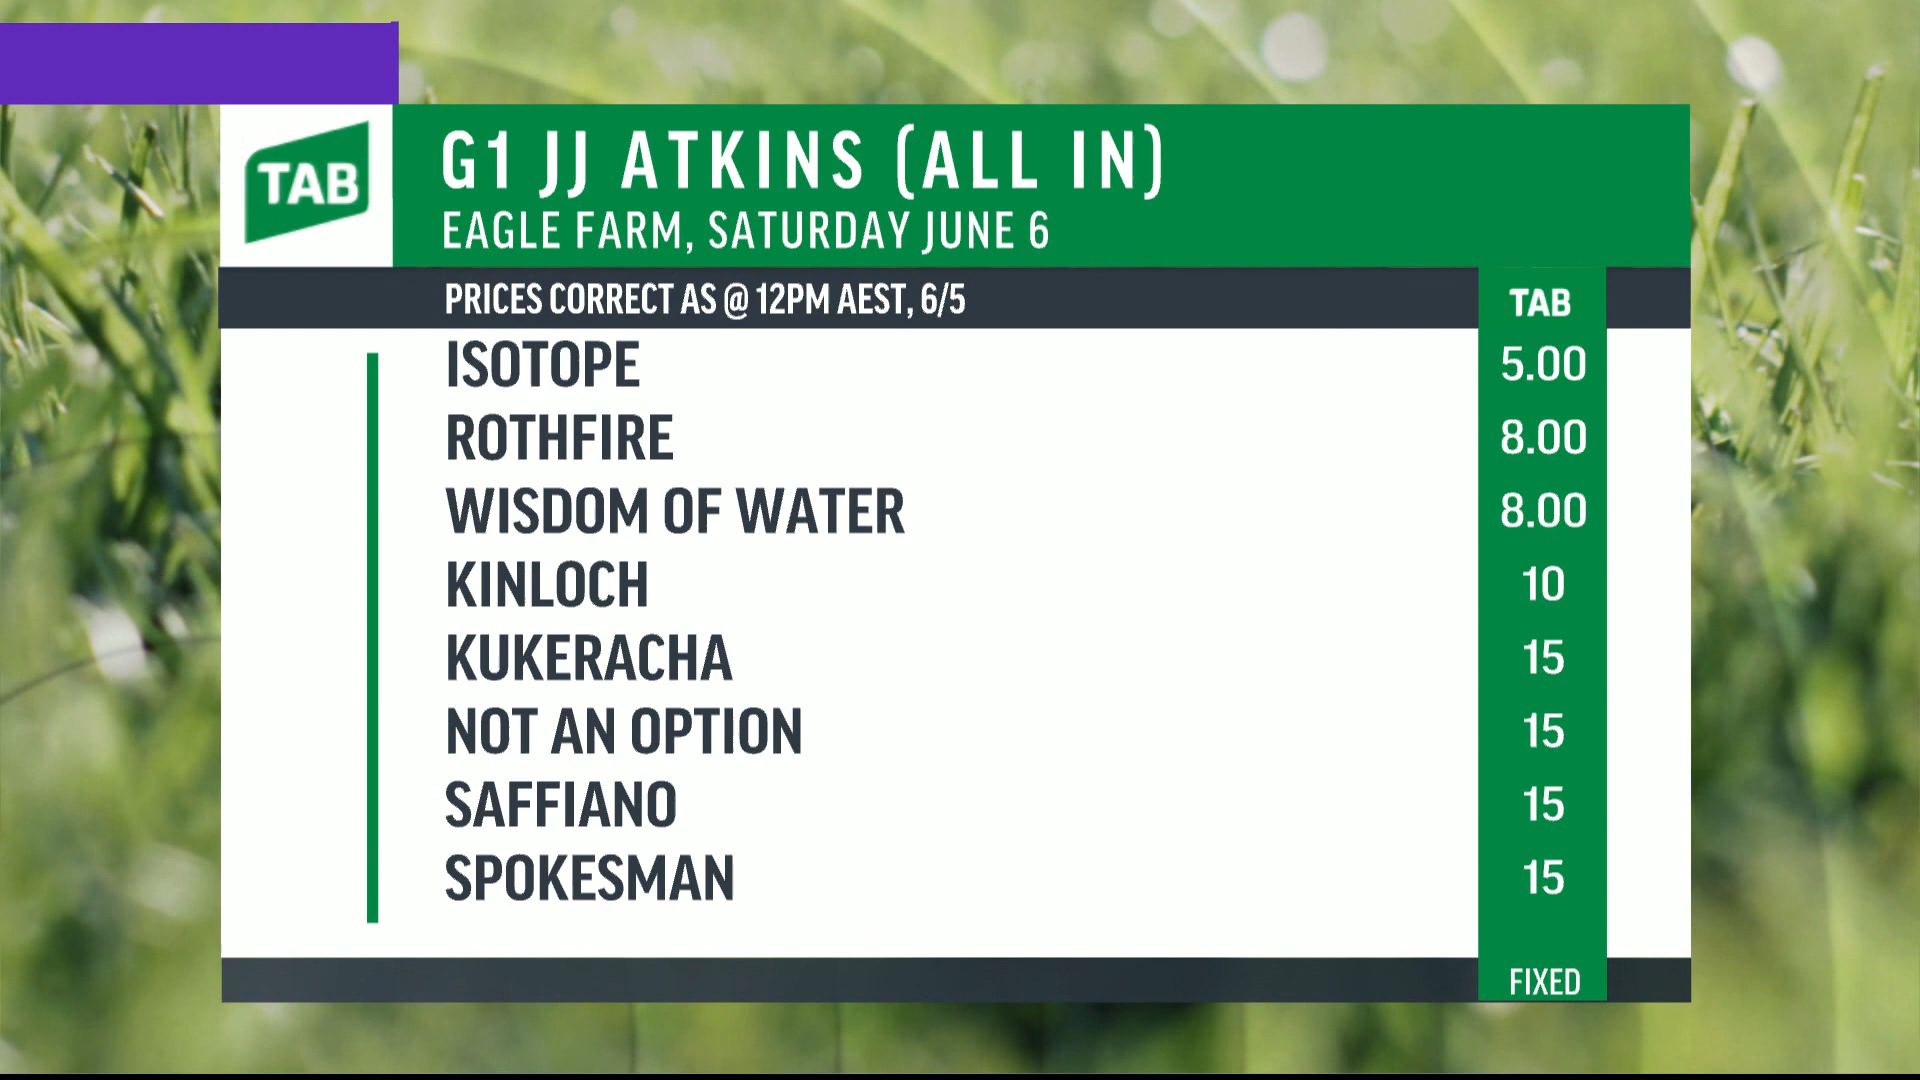 TAB
G1 JJ ATKINS (ALL IN)
EAGLE FARM, SATURDAY JUNE 6
PRICES CORRECT AS @ 12PM AEST, 6/5 TAB
ISOTOPE 5.00
ROTHFIRE 8.00
WISDOM OF WATER 8.00
KINLOCH 10
KUKERACHA 15
NOT AN OPTION 15
SAFFIANO 15
SPOKESMAN 15
FIXED